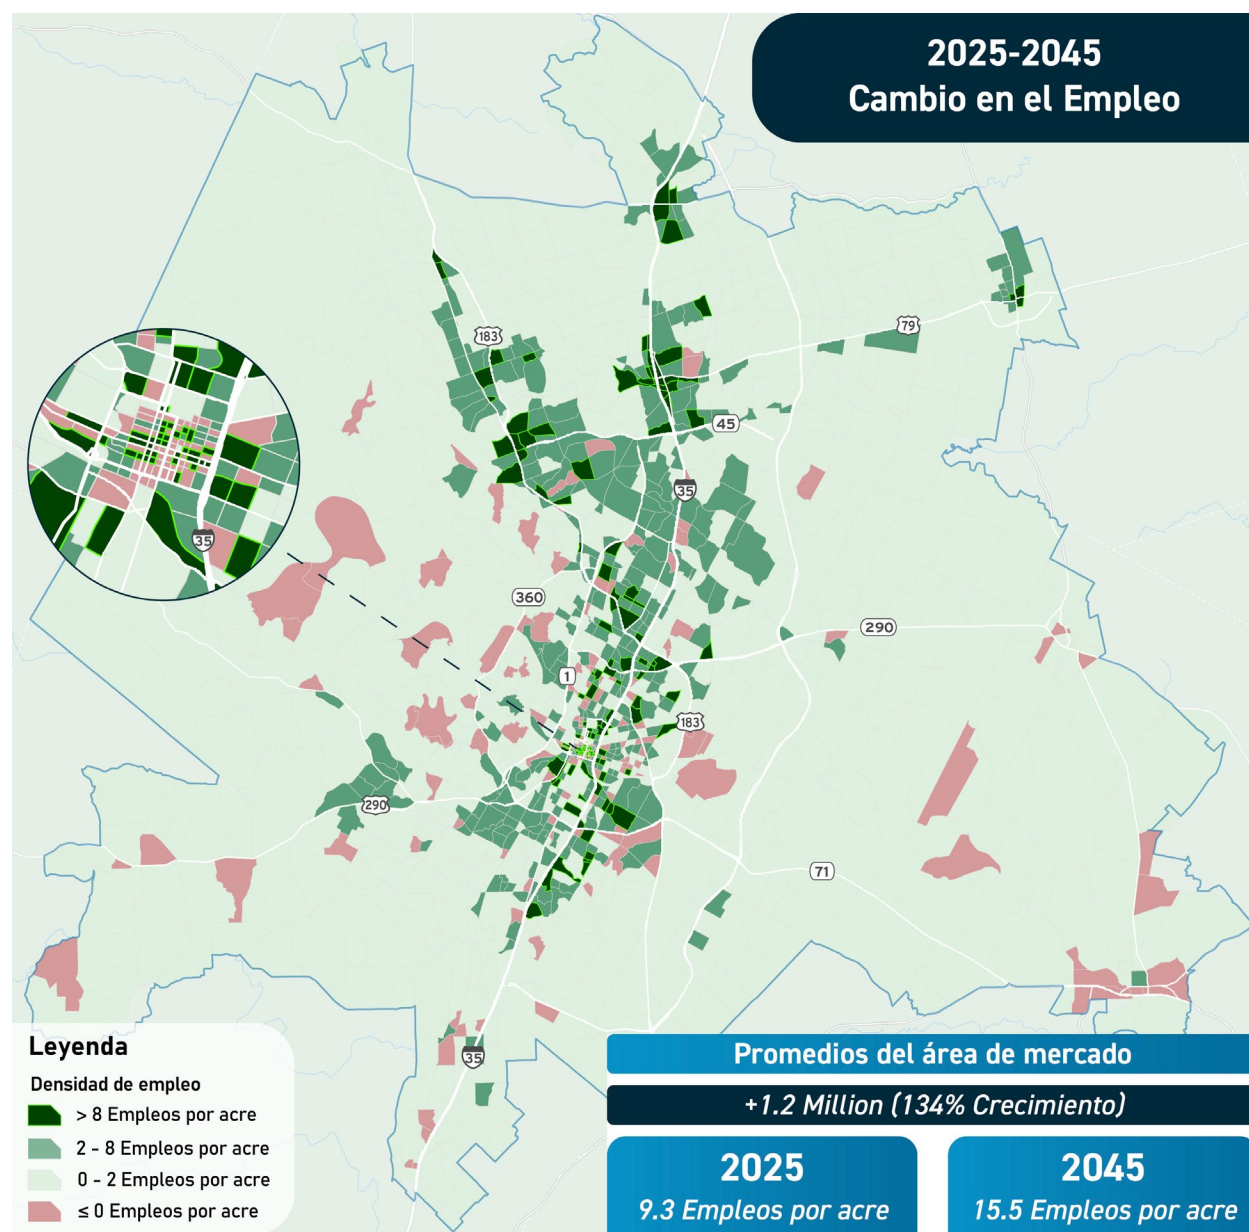 2025-2045
Cambio en el Empleo
183
79
45
35
35
360
290
1
183
290
71
35
Leyenda
Densidad de empleo
> 8 Empleos por acre
2 - 8 Empleos por acre
0 - 2 Empleos por acre
≤ 0 Empleos por acre
Promedios del área de mercado
+1.2 Million (134% Crecimiento)
2025
9.3 Empleos por acre
2045
15.5 Empleos por acre